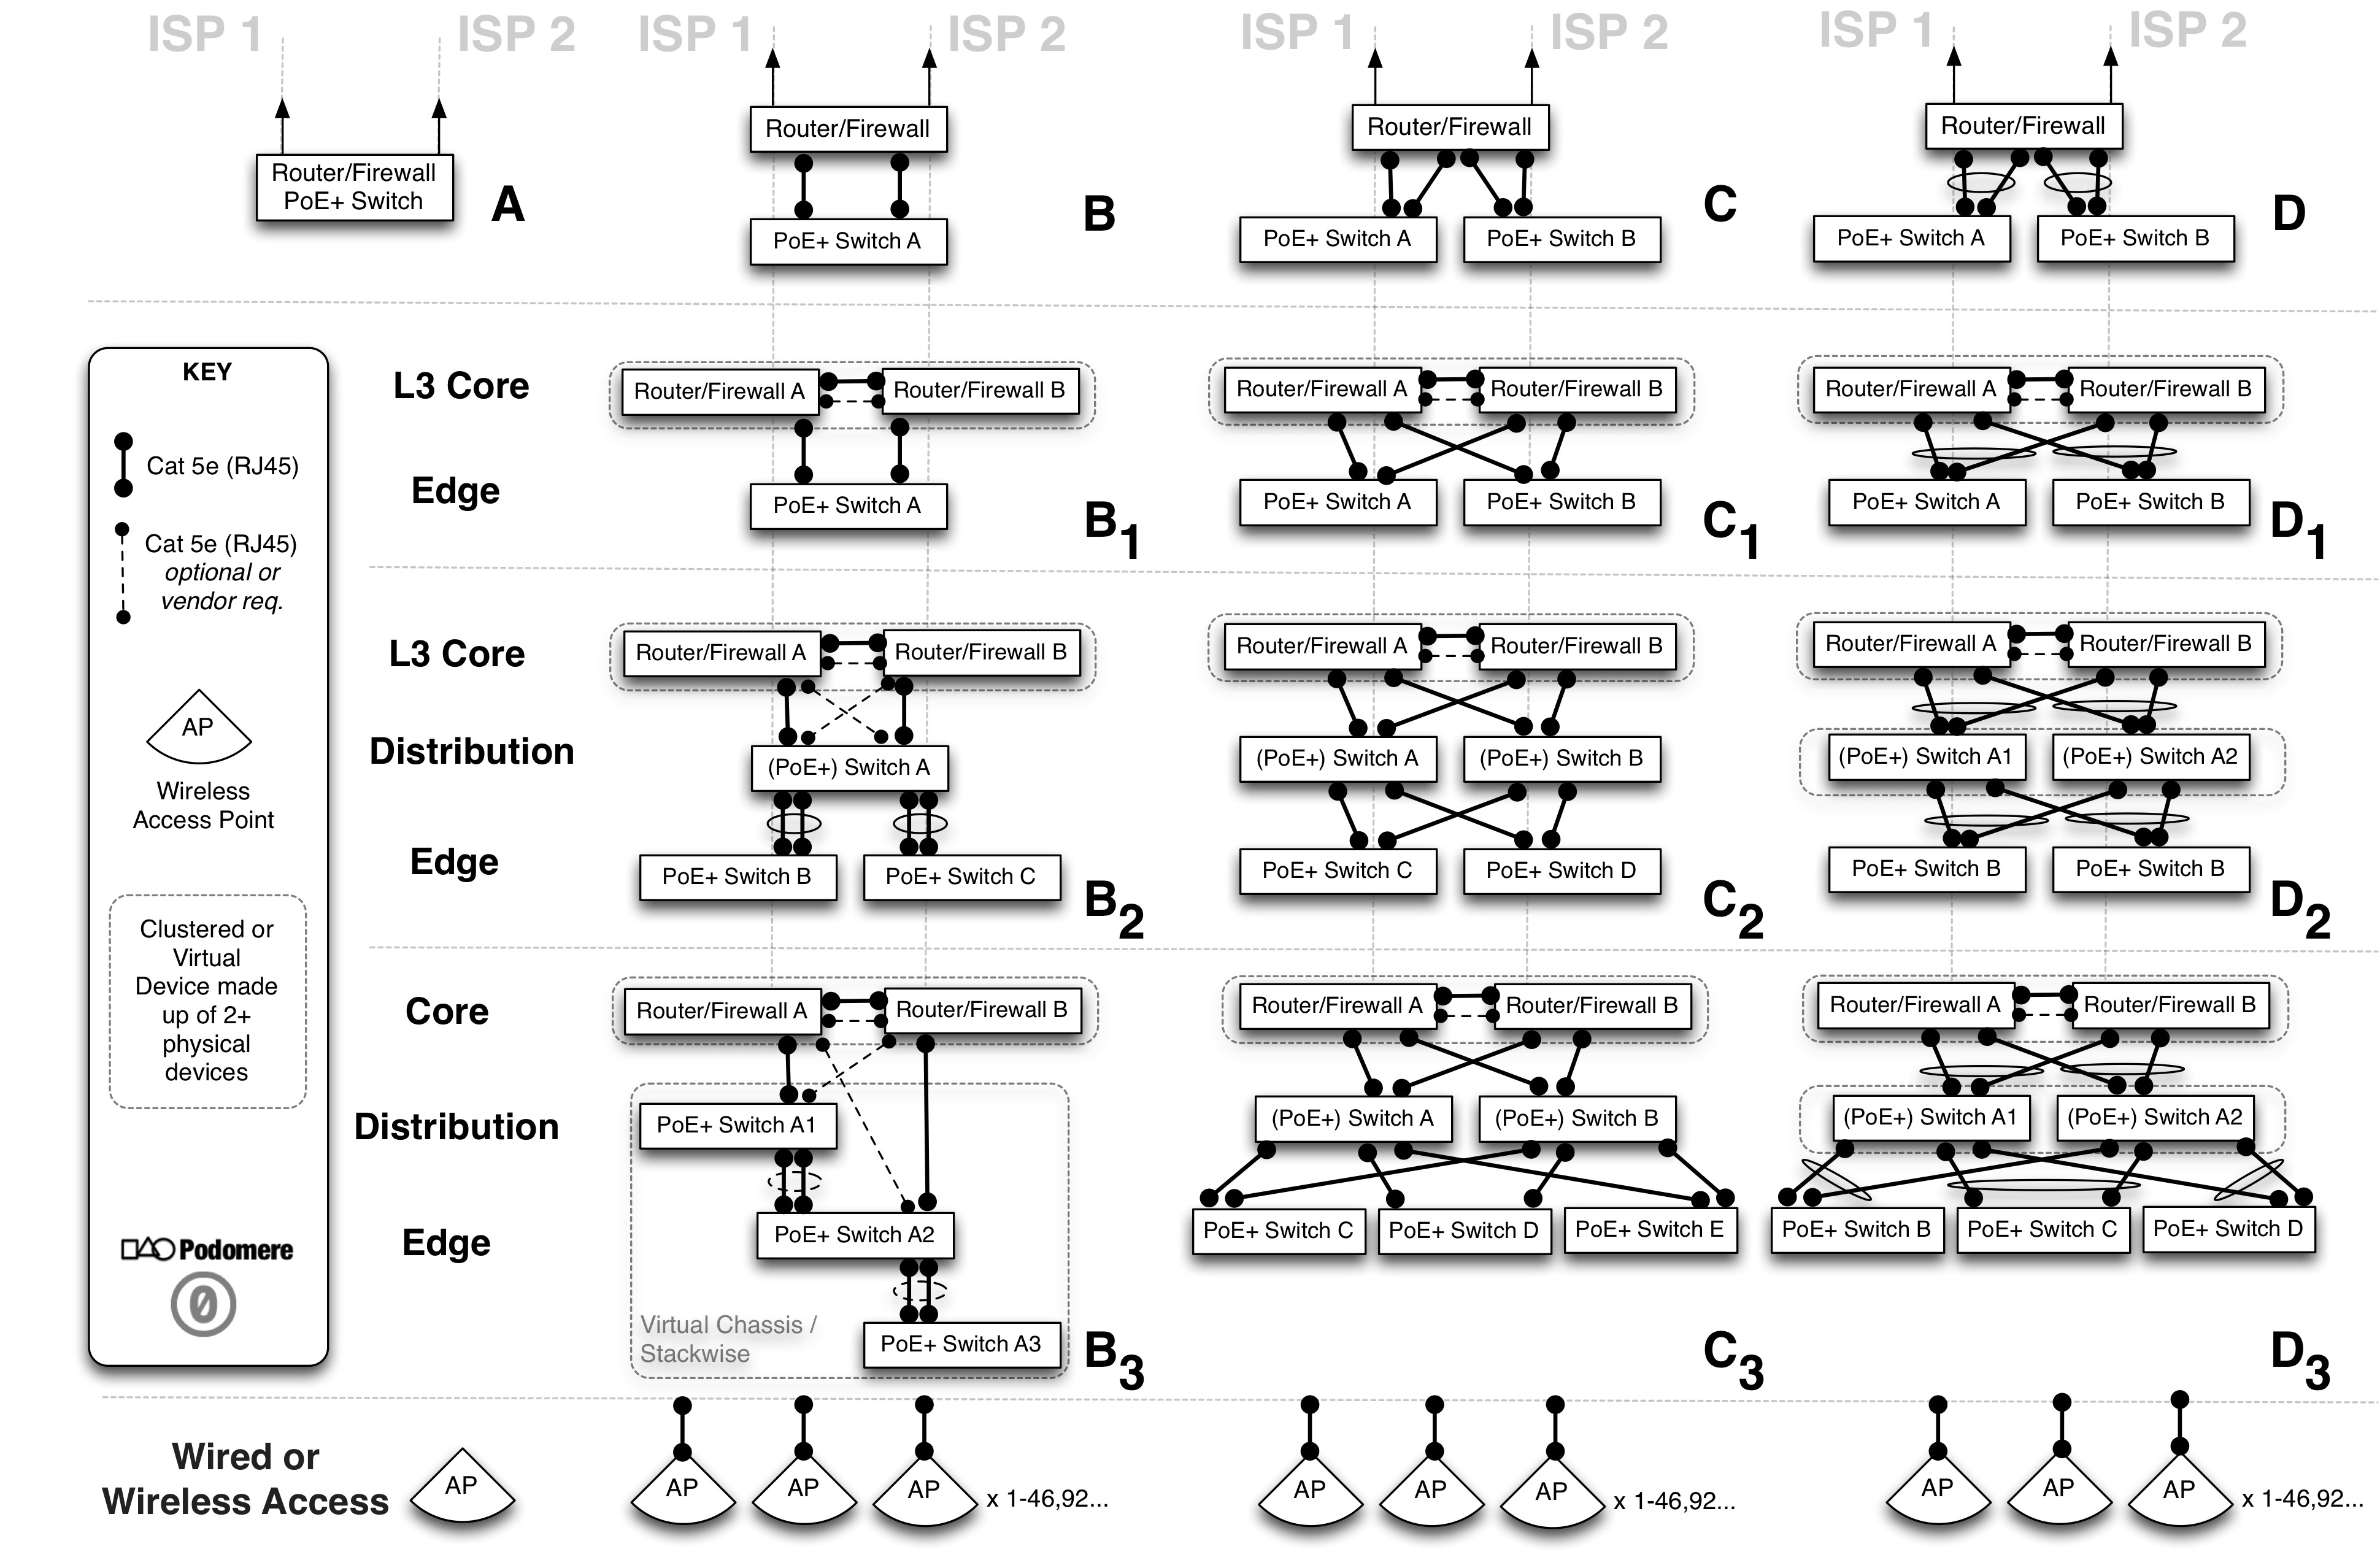 ISP 1
ISP 2
ISP 1
ISP 2
ISP 1
ISP 2
ISP 1
ISP 2
Router/Firewall
PoE+ Switch
A
Router/Firewall
PoE+ Switch A
B
Router/Firewall
PoE+ Switch A
PoE+ Switch B
C
Router/Firewall
PoE+ Switch A
PoE+ Switch B
D
KEY
Cat 5e (RJ45)
Cat 5e (RJ45)
optional or
vendor req.
AP
Wireless
Access Point
Clustered or
Virtual
Device made
up of 2+
physical
devices
Podomere
0
L3 Core
Edge
Router/Firewall A
Router/Firewall B
PoE+ Switch A
B1
Router/Firewall A
Router/Firewall B
PoE+ Switch A
PoE+ Switch B
C1
Router/Firewall A
Router/Firewall B
PoE+ Switch A
PoE+ Switch B
D1
L3 Core
Distribution
Edge
Router/Firewall A
Router/Firewall B
(PoE+) Switch A
PoE+ Switch B
PoE+ Switch C
B2
Router/Firewall A
Router/Firewall B
(PoE+) Switch A
(PoE+) Switch B
PoE+ Switch C
PoE+ Switch D
C2
Router/Firewall A
Router/Firewall B
(PoE+) Switch A1
(PoE+) Switch A2
PoE+ Switch B
PoE+ Switch B
D2
Core
Distribution
Edge
Router/Firewall A
Router/Firewall B
PoE+ Switch A1
PoE+ Switch A2
PoE+ Switch A3
Virtual Chassis /
Stackwise
B3
Router/Firewall A
Router/Firewall B
(PoE+) Switch A
(PoE+) Switch B
PoE+ Switch C
PoE+ Switch D
PoE+ Switch E
C3
Router/Firewall A
Router/Firewall B
(PoE+) Switch A1
(PoE+) Switch A2
PoE+ Switch B
PoE+ Switch C
PoE+ Switch D
D3
Wired or
Wireless Access
AP
AP
AP
AP
x 1-46,92...
AP
AP
AP
x 1-46,92...
AP
AP
AP
x 1-46,92...